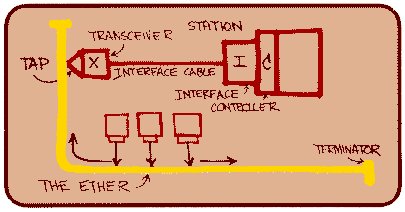 STATION
TRANSCEIVER
TAP
X
INTERFACE CABLE
I
C
INTERFACE
CONTROLLER
TERMINATOR
THE ETHER